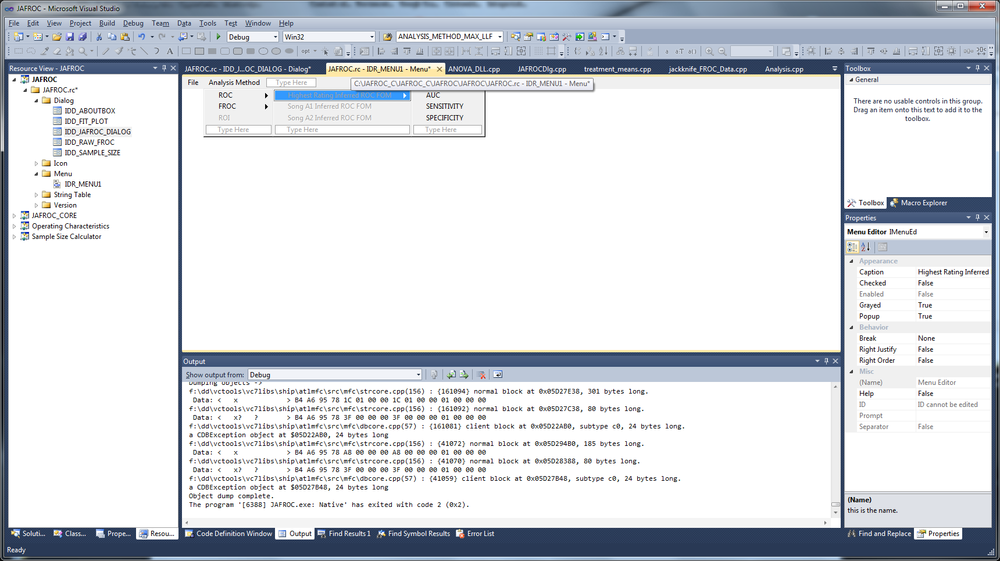 JAFROC - Microsoft Visual Studio
File Edit View Project Build Debug Team Data Tools Test Window Help
Debug Win32 ANALYSIS_METHOD_MAX_LLF
opt
Resource View - JAFROC
JAFROC
JAFROC.rc*
Dialog
IDD_ABOUTBOX
IDD_FIT_PLOT
IDD_JAFROC_DIALOG
IDD_RAW_FROC
IDD_SAMPLE_SIZE
Icon
Menu
IDR_MENU1
String Table
Version
JAFROC_CORE
Operating Characteristics
Sample Size Calculator
Soluti... Class... Prope... Resou...
JAFROC.rc - IDD_J...OC_DIALOG - Dialog* JAFROC.rc - IDR_MENU1 - Menu* ANOVA_DLL.cpp JAFROCDlg.cpp treatment_means.cpp jackknife_FROC_Data.cpp Analysis.cpp
File Analysis Method Type Here
C:\JAFROC_C\JAFROC_C\JAFROC\JAFROC\JAFROC.rc - IDR_MENU1 - Menu*
ROC Highest Rating Inferred ROC FOM AUC
FROC Song A1 Inferred ROC FOM SENSITIVITY
ROI Song A2 Inferred ROC FOM SPECIFICITY
Type Here Type Here Type Here
Output
Show output from: Debug
Dumping objects ->
f:\dd\vctools\vc7libs\ship\atlmfc\src\mfc\strcore.cpp(156) : {161094} normal block at 0x05D27E38, 301 bytes long.
Data: < x > B4 A6 95 78 1C 01 00 00 1C 01 00 00 01 00 00 00
f:\dd\vctools\vc7libs\ship\atlmfc\src\mfc\strcore.cpp(156) : {161092} normal block at 0x05D27C38, 80 bytes long.
Data: < x? ? > B4 A6 95 78 3F 00 00 00 3F 00 00 00 01 00 00 00
f:\dd\vctools\vc7libs\ship\atlmfc\src\mfc\dbcore.cpp(57) : {161081} client block at 0x05D22AB0, subtype c0, 24 bytes long.
a CDBException object at $05D22AB0, 24 bytes long
f:\dd\vctools\vc7libs\ship\atlmfc\src\mfc\strcore.cpp(156) : {41072} normal block at 0x05D294B0, 185 bytes long.
Data: < x > B4 A6 95 78 A8 00 00 00 A8 00 00 00 01 00 00 00
f:\dd\vctools\vc7libs\ship\atlmfc\src\mfc\strcore.cpp(156) : {41070} normal block at 0x05D28388, 80 bytes long.
Data: < x? ? > B4 A6 95 78 3F 00 00 00 3F 00 00 00 01 00 00 00
f:\dd\vctools\vc7libs\ship\atlmfc\src\mfc\dbcore.cpp(57) : {41059} client block at 0x05D27B48, subtype c0, 24 bytes long.
a CDBException object at $05D27B48, 24 bytes long
Object dump complete.
The program '[6388] JAFROC.exe: Native' has exited with code 2 (0x2).
Code Definition Window Output Find Results 1 Find Symbol Results Error List
Toolbox
General
There are no usable controls in this group.
Drag an item onto this text to add it to the
toolbox.
Toolbox Macro Explorer
Properties
Menu Editor IMenuEd
Appearance
Caption Highest Rating Inferred
Checked False
Enabled False
Grayed True
Popup True
Behavior
Break None
Right Justify False
Right Order False
Misc
(Name) Menu Editor
Help False
ID ID cannot be edited
Prompt
Separator False
(Name)
this is the name.
Find and Replace Properties
Ready